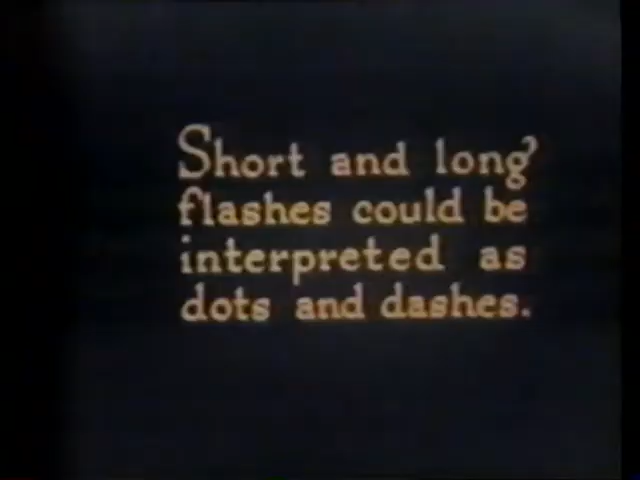 Short and long
flashes could be
interpreted as
dots and dashes.